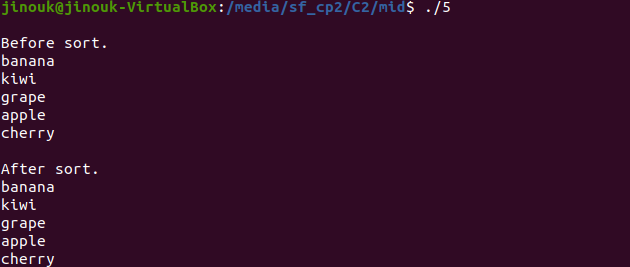 jinouk@jinouk-VirtualBox:/media/sf_cp2/C2/mid$ ./5
Before sort.
banana
kiwi
grape
apple
cherry
After sort.
banana
kiwi
grape
apple
cherry